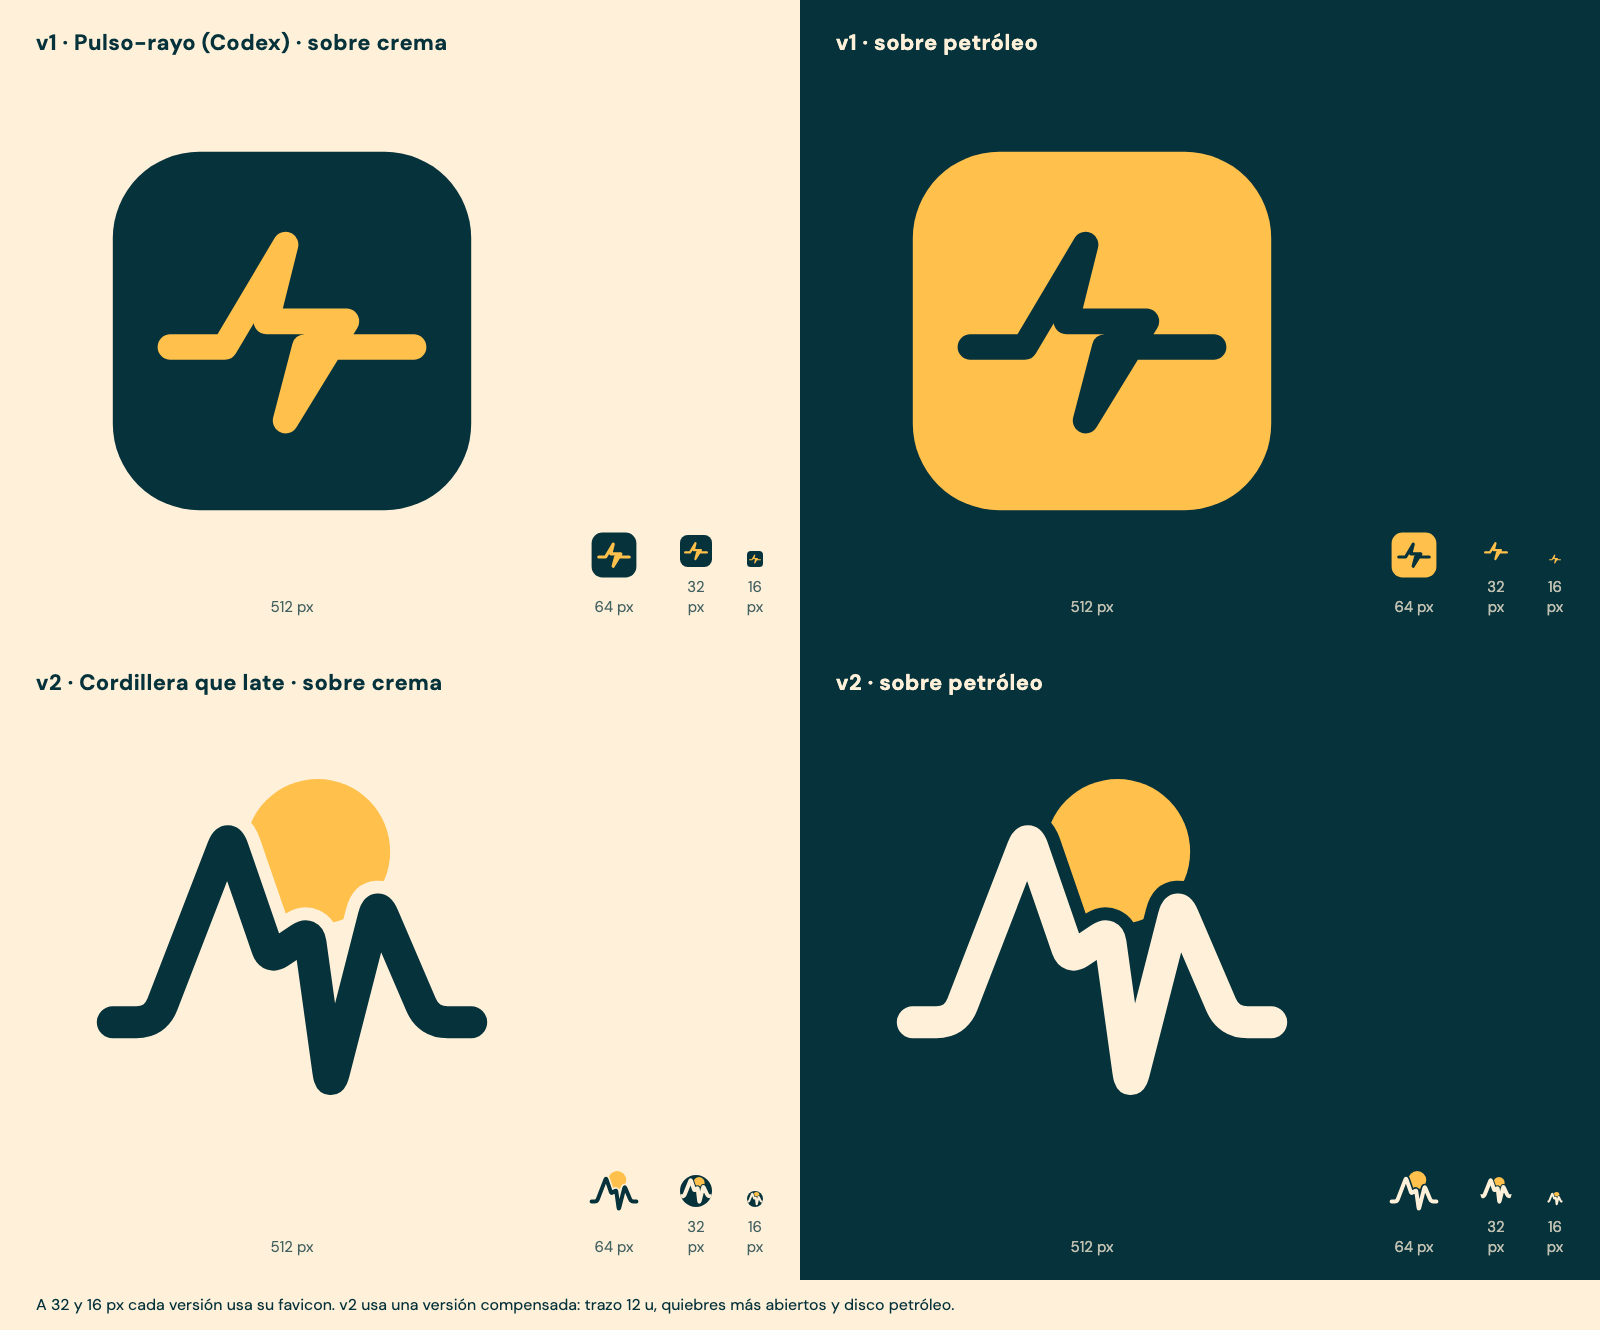 v1 · Pulso-rayo (Codex) · sobre crema
v1 · sobre petróleo
512 px
64 px
32
px
16
px
512 px
64 px
32
px
16
px
v2 · Cordillera que late · sobre crema
v2 · sobre petróleo
512 px
64 px
32
px
16
px
512 px
64 px
32
px
16
px
A 32 y 16 px cada versión usa su favicon. v2 usa una versión compensada: trazo 12 u, quiebres más abiertos y disco petróleo.